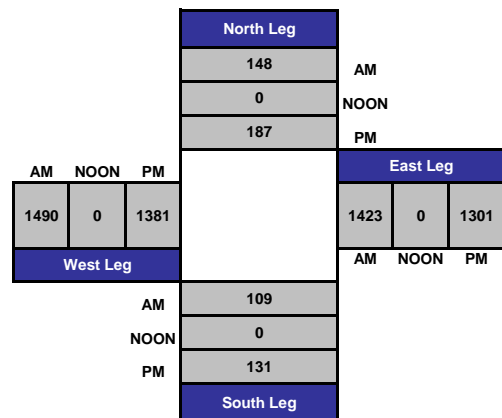 North Leg
148 AM
0 NOON
187 PM
AM NOON PM
East Leg
1490 0 1381
1423 0 1301
West Leg
AM NOON PM
AM 109
NOON 0
PM 131
South Leg